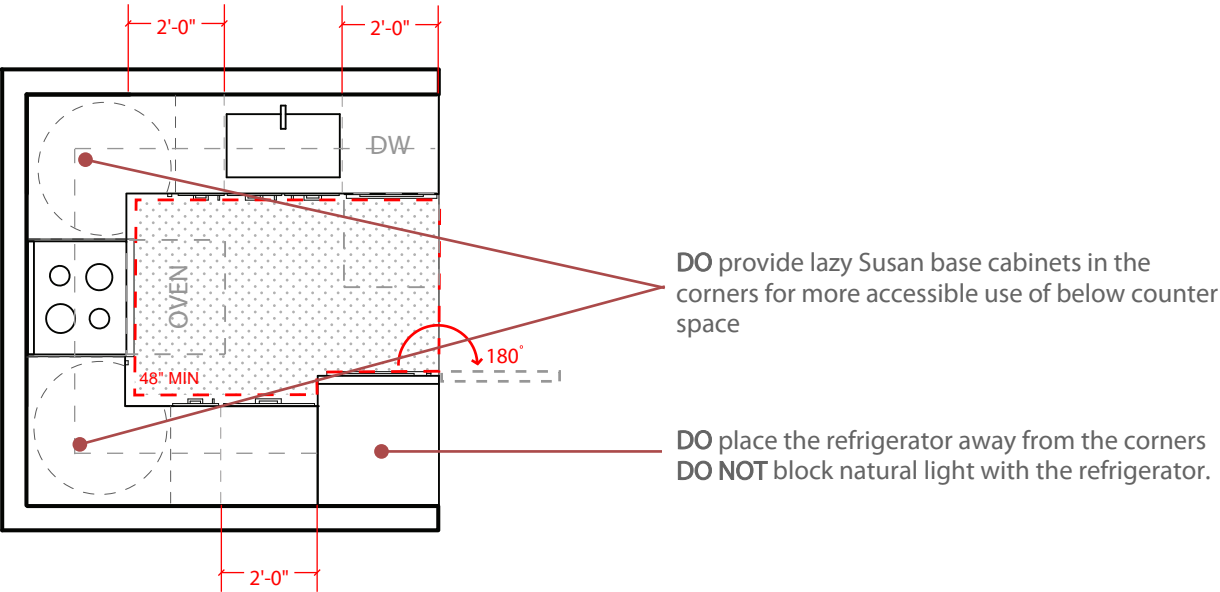 2'-0"
2'-0"
DW
OVEN
DO provide lazy Susan base cabinets in the
corners for more accessible use of below counter
space
180°
48" MIN
DO place the refrigerator away from the corners
DO NOT block natural light with the refrigerator.
2'-0"